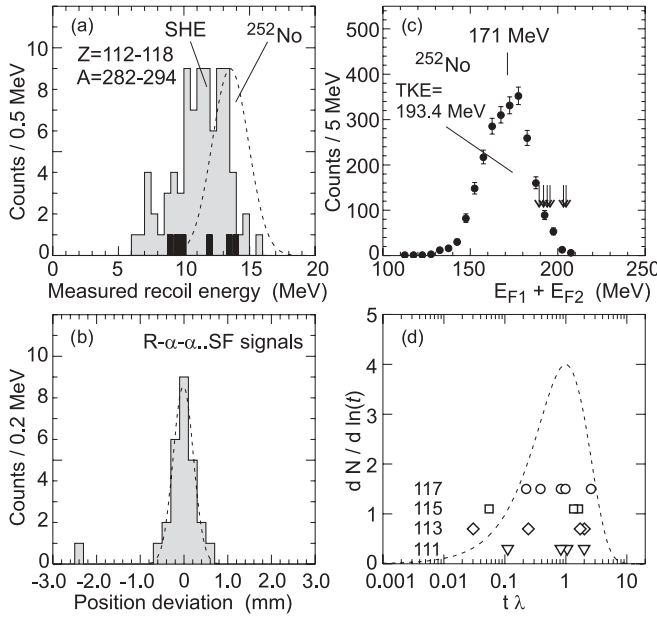 (a)
SHE
252No
Z=112-118
A=282-294
Counts / 0.5 MeV
10
8
6
4
2
0
0 5 10 15 20
Measured recoil energy (MeV)
(c)
171 MeV
252No
TKE=
193.4 MeV
Counts / 5 MeV
500
400
300
200
100
0
100 150 200 250
EF1 + EF2 (MeV)
(b)
R-α-α..SF signals
Counts / 0.2 MeV
10
8
6
4
2
0
-3.0 -2.0 -1.0 0 1.0 2.0 3.0
Position deviation (mm)
(d)
d N / d ln(t)
5
4
3
2
1
0
117
115
113
111
0.001 0.01 0.1 1 10
t λ